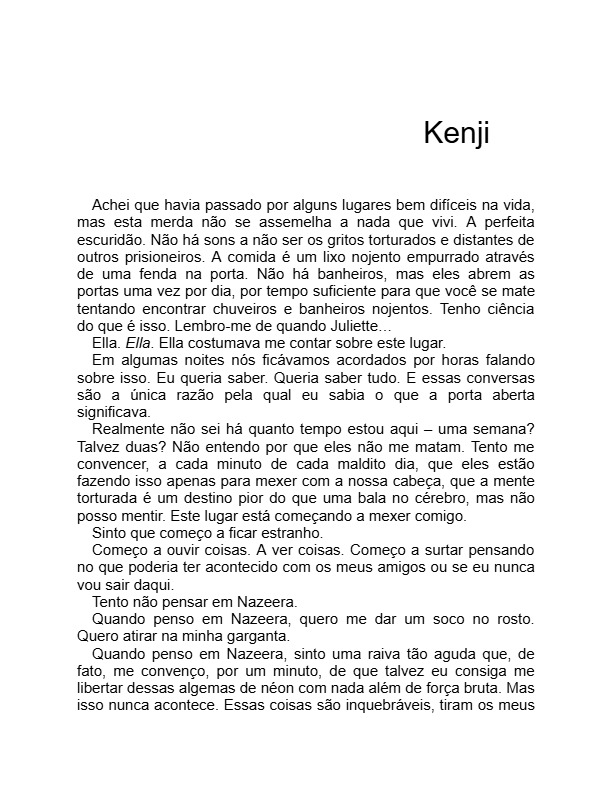 Kenji
Achei que havia passado por alguns lugares bem difíceis na vida,
mas esta merda não se assemelha a nada que vivi. A perfeita
escuridão. Não há sons a não ser os gritos torturados e distantes de
outros prisioneiros. A comida é um lixo nojento empurrado através
de uma fenda na porta. Não há banheiros, mas eles abrem as
portas uma vez por dia, por tempo suficiente para que você se mate
tentando encontrar chuveiros e banheiros nojentos. Tenho ciência
do que é isso. Lembro-me de quando Juliette…
Ella. Ella. Ella costumava me contar sobre este lugar.
Em algumas noites nós ficávamos acordados por horas falando
sobre isso. Eu queria saber. Queria saber tudo. E essas conversas
são a única razão pela qual eu sabia o que a porta aberta
significava.
Realmente não sei há quanto tempo estou aqui – uma semana?
Talvez duas? Não entendo por que eles não me matam. Tento me
convencer, a cada minuto de cada maldito dia, que eles estão
fazendo isso apenas para mexer com a nossa cabeça, que a mente
torturada é um destino pior do que uma bala no cérebro, mas não
posso mentir. Este lugar está começando a mexer comigo.
Sinto que começo a ficar estranho.
Começo a ouvir coisas. A ver coisas. Começo a surtar pensando
no que poderia ter acontecido com os meus amigos ou se eu nunca
vou sair daqui.
Tento não pensar em Nazeera.
Quando penso em Nazeera, quero me dar um soco no rosto.
Quero atirar na minha garganta.
Quando penso em Nazeera, sinto uma raiva tão aguda que, de
fato, me convenço, por um minuto, de que talvez eu consiga me
libertar dessas algemas de néon com nada além de força bruta. Mas
isso nunca acontece. Essas coisas são inquebráveis, tiram os meus